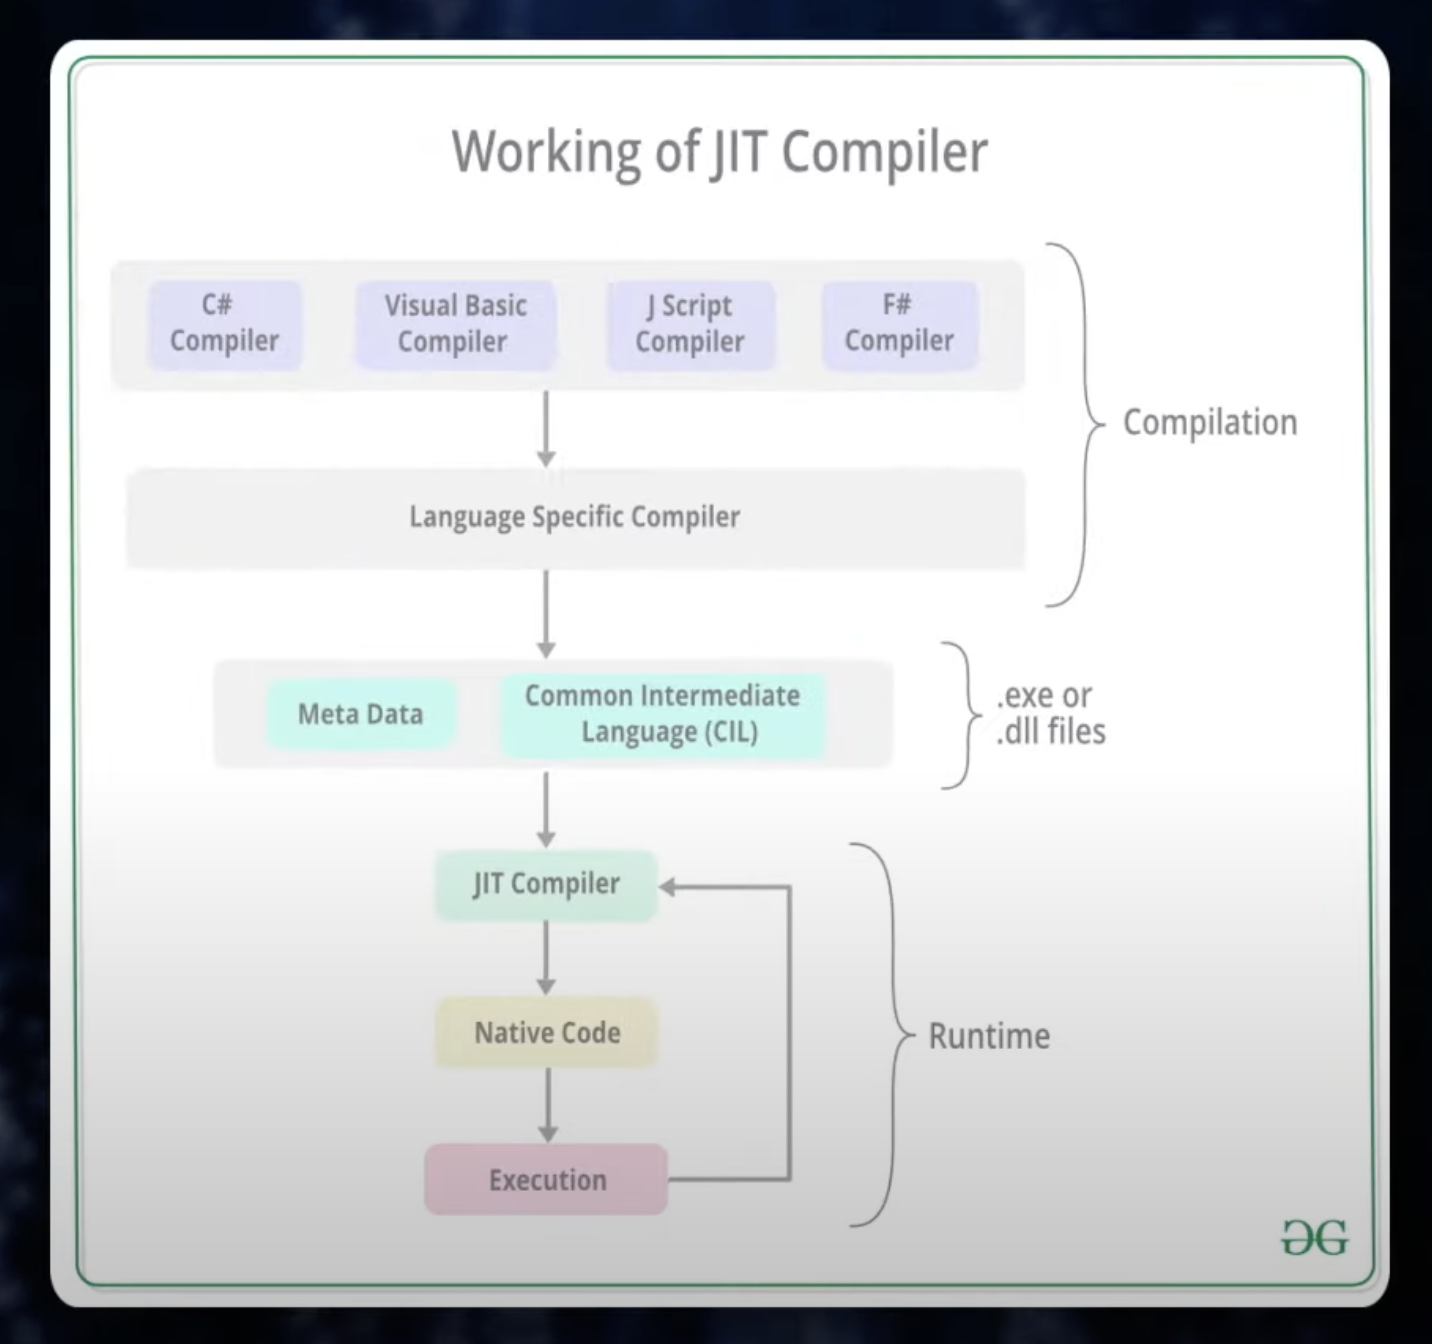 Working of JIT Compiler
C#
Compiler
Visual Basic
Compiler
J Script
Compiler
F#
Compiler
Compilation
Language Specific Compiler
Meta Data
Common Intermediate
Language (CIL)
.exe or
.dll files
JIT Compiler
Native Code
Runtime
Execution